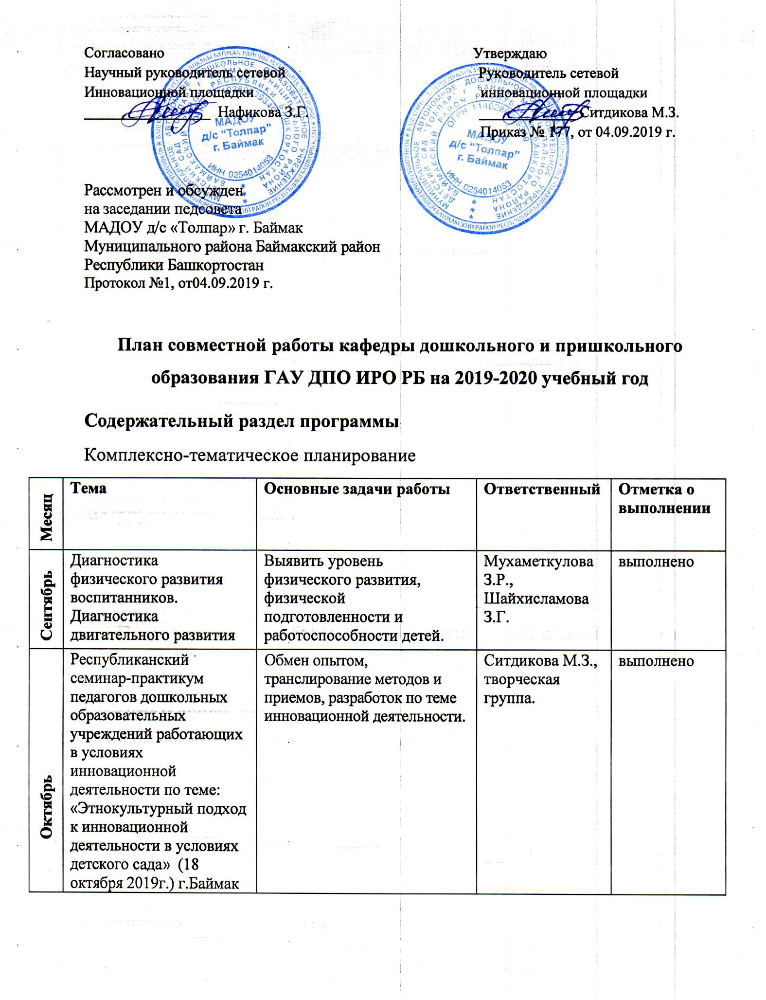 Согласовано
Научный руководитель сетевой
Инновационной площадки
Нафикова З.Г.
Утверждаю
Руководитель сетевой
инновационной площадки
Ситдикова М.З.
Приказ № 177, от 04.09.2019 г.
МАДОУ
д/с “Толпар”
г. Баймак
ИНН 0254014053
МАДОУ
д/с “Толпар”
г. Баймак
ИНН 0254014053
Рассмотрен и обсужден
на заседании педсовета
МАДОУ д/с «Толпар» г. Баймак
Муниципального района Баймакский район
Республики Башкортостан
Протокол №1, от04.09.2019 г.
План совместной работы кафедры дошкольного и пришкольного
образования ГАУ ДПО ИРО РБ на 2019-2020 учебный год
Содержательный раздел программы
Комплексно-тематическое планирование
Месяц
Тема
Основные задачи работы
Ответственный
Отметка о
выполнении
Сентябрь
Диагностика
физического развития
воспитанников.
Диагностика
двигательного развития
Выявить уровень
физического развития,
физической
подготовленности и
работоспособности детей.
Мухаметкулова
З.Р.,
Шайхисламова
З.Г.
выполнено
Октябрь
Республиканский
семинар-практикум
педагогов дошкольных
образовательных
учреждений работающих
в условиях
инновационной
деятельности по теме:
«Этнокультурный подход
к инновационной
деятельности в условиях
детского сада» (18
октября 2019г.) г.Баймак
Обмен опытом,
транслирование методов и
приемов, разработок по теме
инновационной деятельности.
Ситдикова М.З.,
творческая
группа.
выполнено